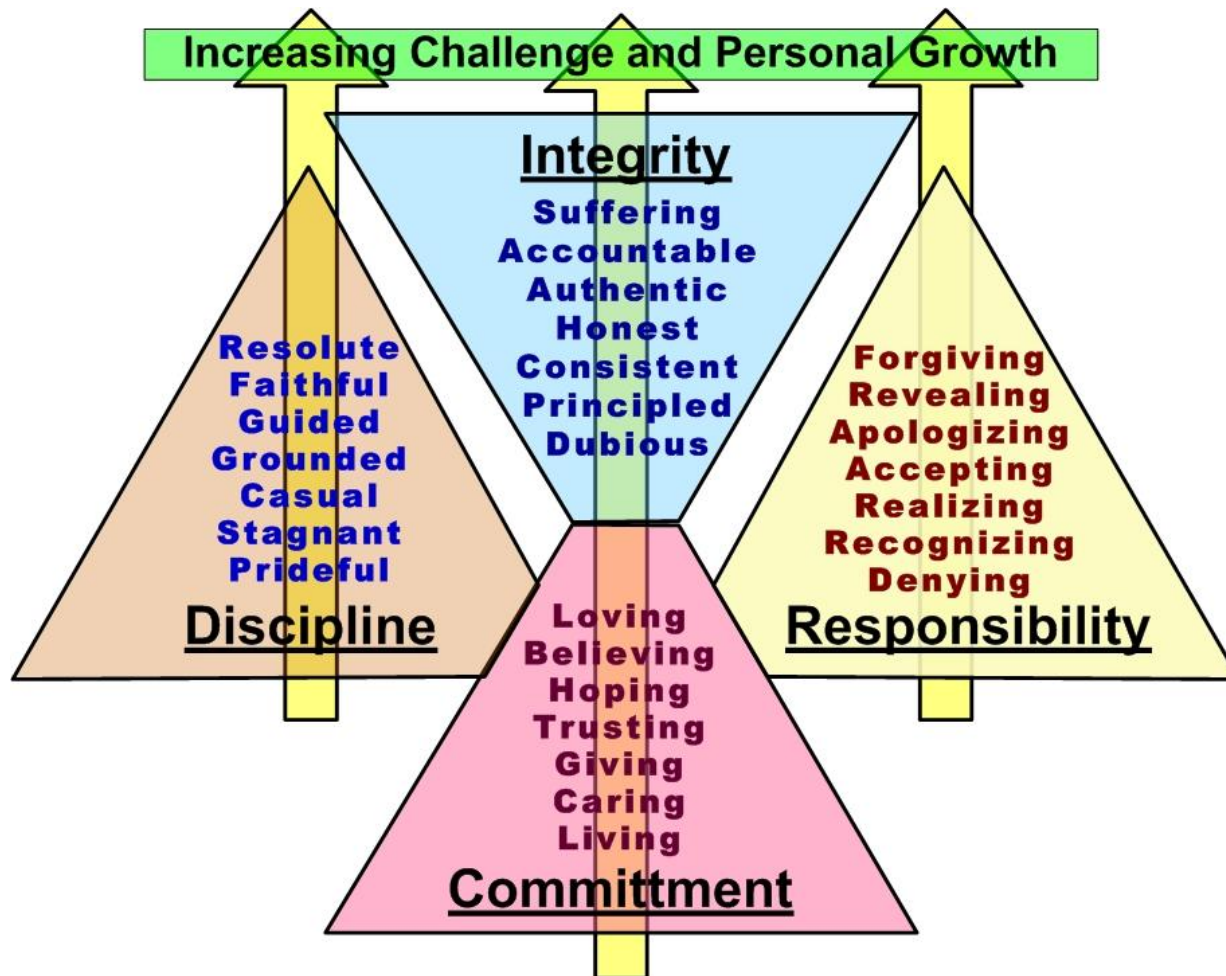 Increasing Challenge and Personal Growth
Integrity
Suffering
Accountable
Authentic
Honest
Consistent
Principled
Dubious
Resolute
Faithful
Guided
Grounded
Casual
Stagnant
Prideful
Discipline
Forgiving
Revealing
Apologizing
Accepting
Realizing
Recognizing
Denying
Responsibility
Loving
Believing
Hoping
Trusting
Giving
Caring
Living
Committment